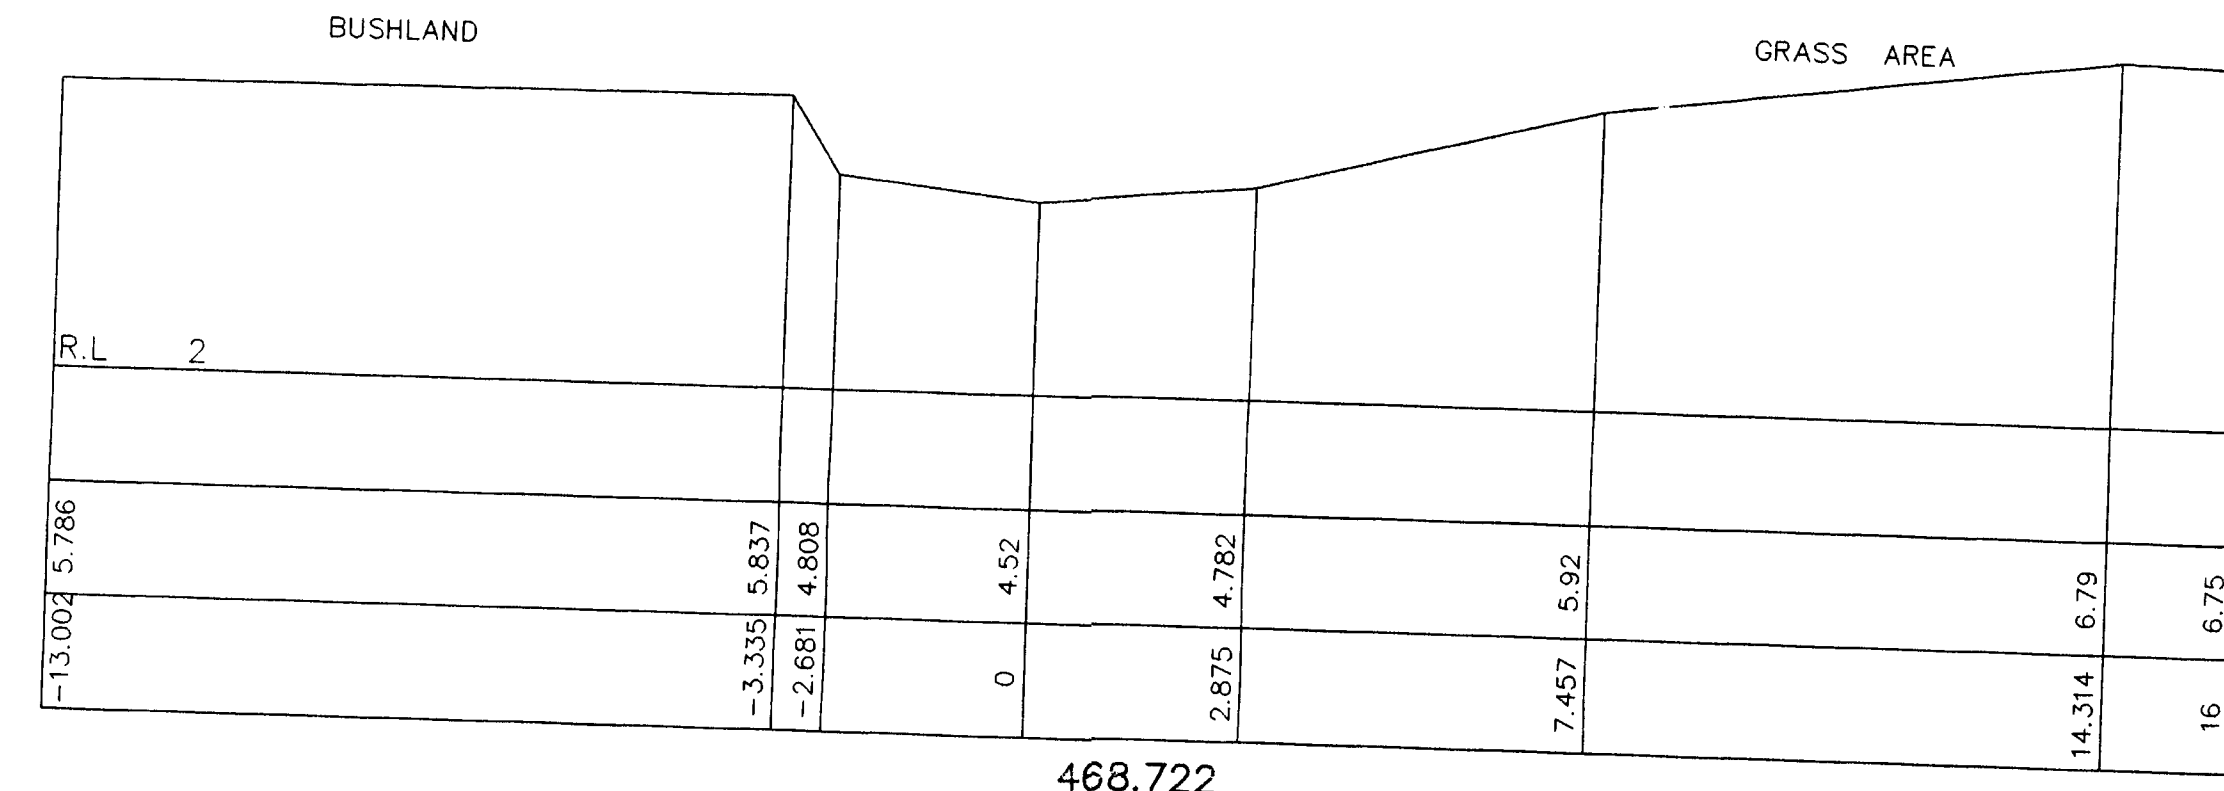 BUSHLAND
GRASS AREA
R.L 2
5.786 5.837 4.808 4.52 4.782 5.92 6.79 6.75
-13.002 -3.335 -2.681 0 2.875 7.457 14.314 16
468.722